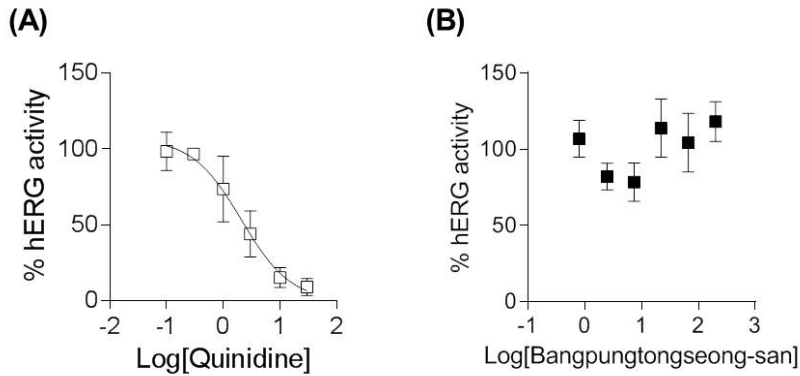 (A)
150
100
50
0
% hERG activity
-2 -1 0 1 2
Log[Quinidine]
(B)
150
100
50
0
% hERG activity
-1 0 1 2 3
Log[Bangpungtongseong-san]